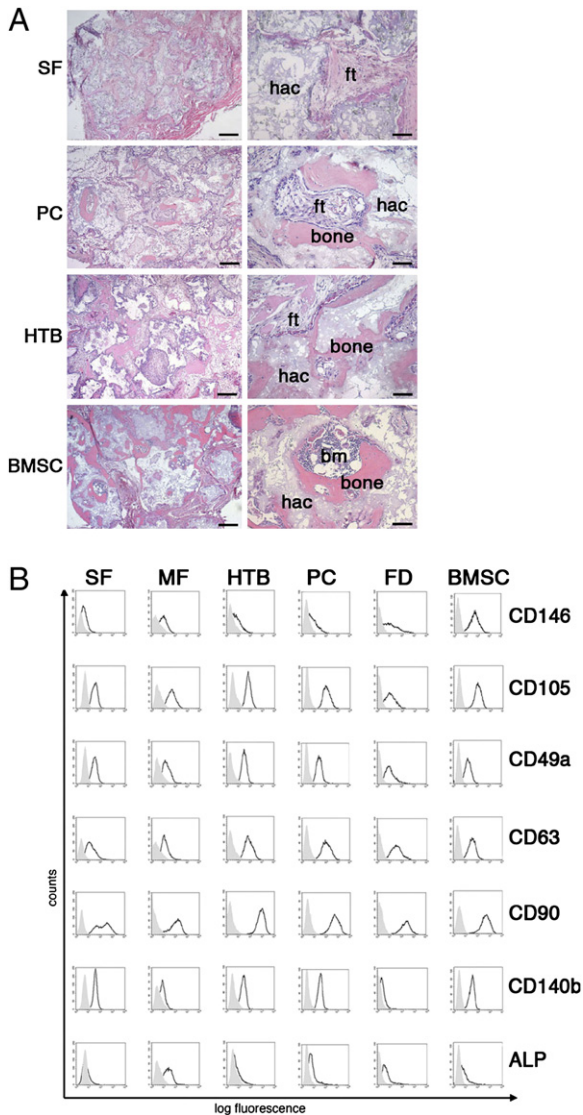 A
SF
hac
ft
PC
ft
hac
bone
HTB
ft
bone
hac
BMSC
bm
bone
hac
B
SF MF HTB PC FD BMSC
CD146
CD105
CD49a
CD63
CD90
CD140b
ALP
counts
log fluorescence